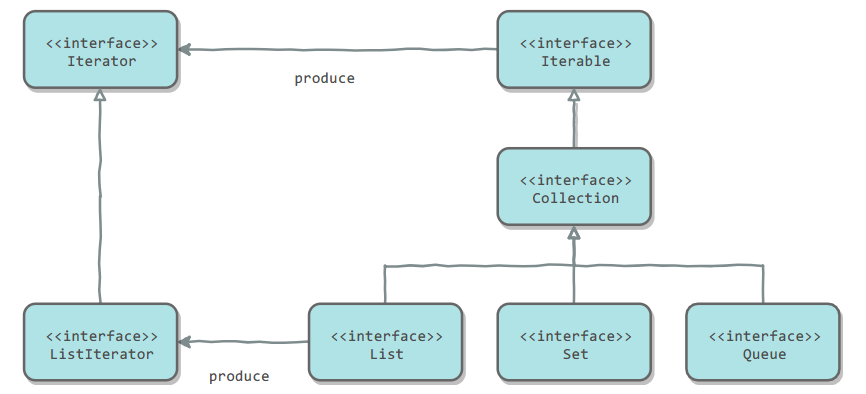 <<interface>>
Iterator
<<interface>>
Iterable
produce
<<interface>>
Collection
<<interface>>
ListIterator
<<interface>>
List
<<interface>>
Set
<<interface>>
Queue
produce